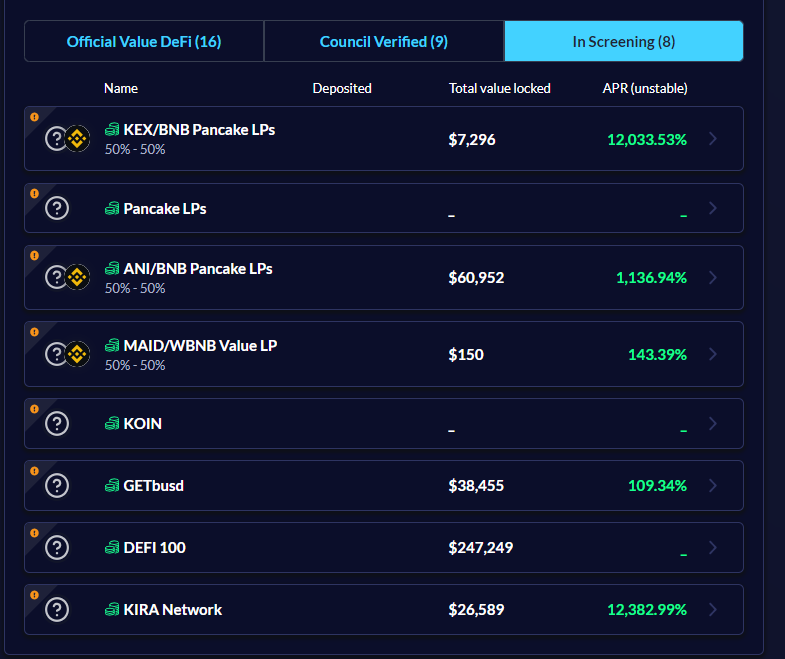 Official Value DeFi (16) Council Verified (9) In Screening (8)
Name Deposited Total value locked APR (unstable)
KEX/BNB Pancake LPs
50% - 50%
$7,296 12,033.53%
Pancake LPs – –
ANI/BNB Pancake LPs
50% - 50%
$60,952 1,136.94%
MAID/WBNB Value LP
50% - 50%
$150 143.39%
KOIN – –
GETbusd $38,455 109.34%
DEFI 100 $247,249 –
KIRA Network $26,589 12,382.99%